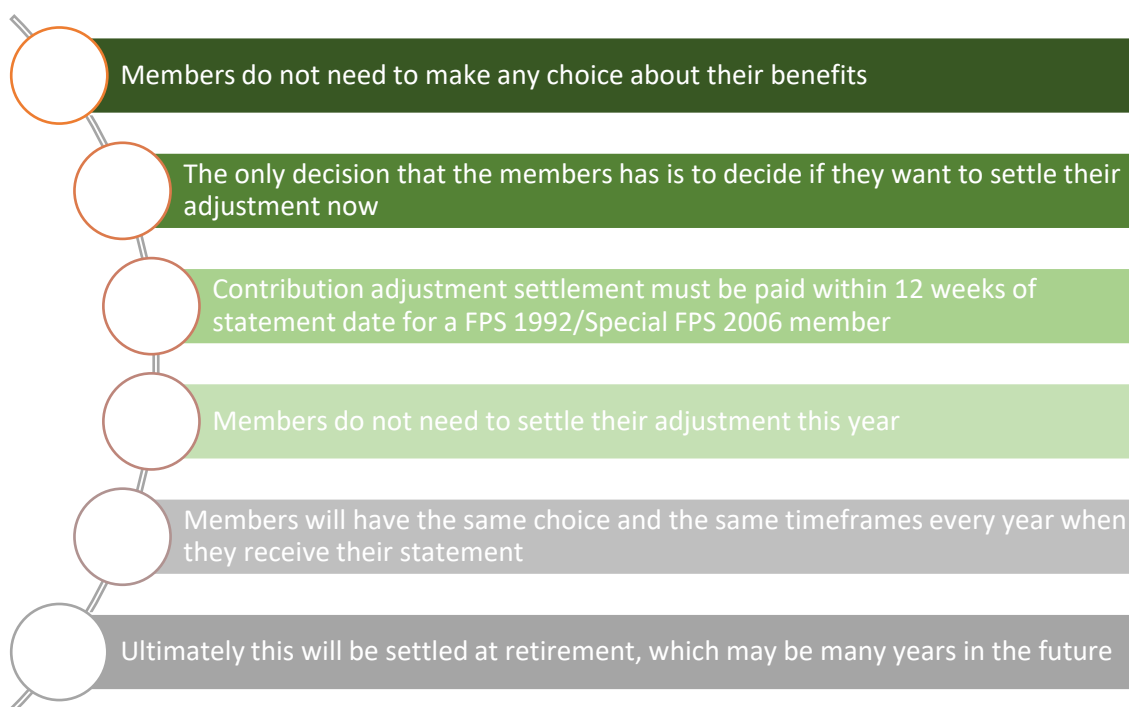 Members do not need to make any choice about their benefits
The only decision that the members has is to decide if they want to settle their
adjustment now
Contribution adjustment settlement must be paid within 12 weeks of
statement date for a FPS 1992/Special FPS 2006 member
Members do not need to settle their adjustment this year
Members will have the same choice and the same timeframes every year when
they receive their statement
Ultimately this will be settled at retirement, which may be many years in the future